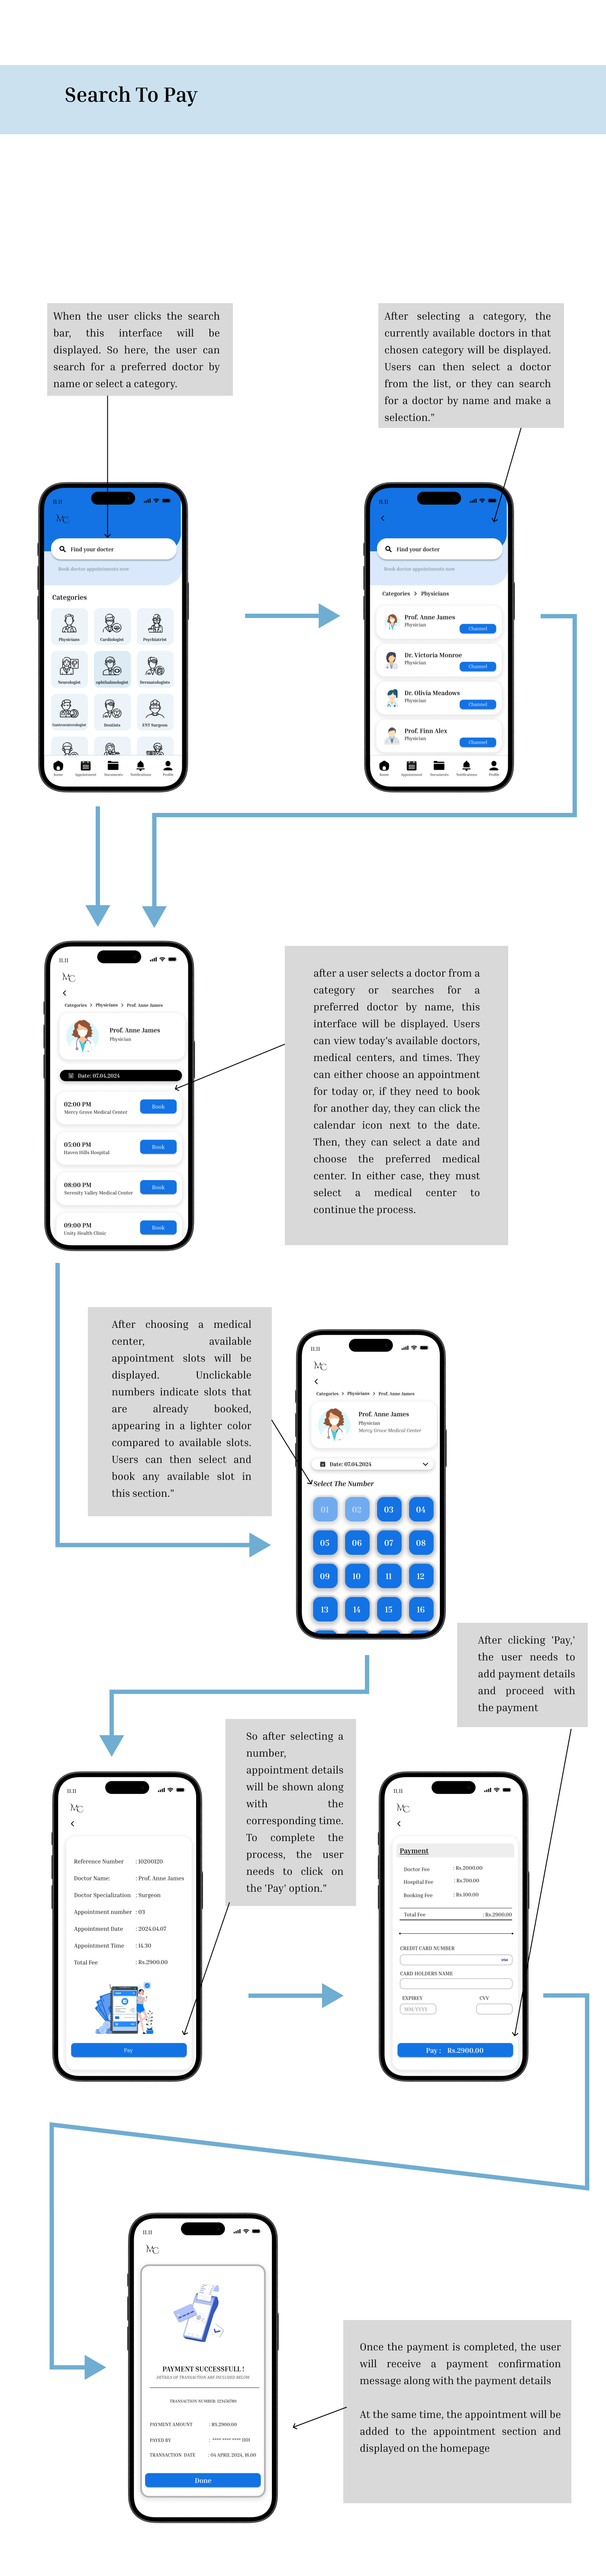 Search To Pay
When the user clicks the search
bar, this interface will be
displayed. So here, the user can
search for a preferred doctor by
name or select a category.
After selecting a category, the
currently available doctors in that
chosen category will be displayed.
Users can then select a doctor
from the list, or they can search
for a doctor by name and make a
selection.”
11.11
MC
Find your docter
Book docter appointments now
Categories
Physicians
Cardiologist
Psychiatrist
Neurologist
ophthalmologist
Dermatologists
Gastroenterologist
Dentists
ENT Surgeon
home
Appointment
Documents
Notifications
Profile
11.11
Find your docter
Book docter appointments now
Categories > Physicians
Prof. Anne James
Physician
Channel
Dr. Victoria Monroe
Physician
Channel
Dr. Olivia Meadows
Physician
Channel
Prof. Finn Alex
Physician
Channel
home
Appointment
Documents
Notifications
Profile
11.11
MC
Categories > Physicians > Prof. Anne James
Prof. Anne James
Physician
Date: 07.04.2024
02:00 PM
Mercy Grove Medical Center
Book
05:00 PM
Haven Hills Hospital
Book
08:00 PM
Serenity Valley Medical Center
Book
09:00 PM
Unity Health Clinic
Book
after a user selects a doctor from a
category or searches for a
preferred doctor by name, this
interface will be displayed. Users
can view today's available doctors,
medical centers, and times. They
can either choose an appointment
for today or, if they need to book
for another day, they can click the
calendar icon next to the date.
Then, they can select a date and
choose the preferred medical
center. In either case, they must
select a medical center to
continue the process.
After choosing a medical
center, available
appointment slots will be
displayed. Unclickable
numbers indicate slots that
are already booked,
appearing in a lighter color
compared to available slots.
Users can then select and
book any available slot in
this section.”
11.11
MC
Categories > Physicians > Prof. Anne James
Prof. Anne James
Physician
Mercy Grove Medical Center
Date: 07.04.2024
Select The Number
01 02 03 04
05 06 07 08
09 10 11 12
13 14 15 16
After clicking 'Pay,'
the user needs to
add payment details
and proceed with
the payment
So after selecting a
number,
appointment details
will be shown along
with the
corresponding time.
To complete the
process, the user
needs to click on
the 'Pay' option.”
11.11
MC
Reference Number : 10200120
Doctor Name: : Prof. Anne James
Doctor Specialization : Surgeon
Appointment number : 03
Appointment Date : 2024.04.07
Appointment Time : 14.30
Total Fee : Rs.2900.00
Pay
11.11
MC
Payment
Doctor Fee : Rs.2000.00
Hospital Fee : Rs.700.00
Booking Fee : Rs.100.00
Total Fee : Rs.2900.00
CREDIT CARD NUMBER
VISA
CARD HOLDERS NAME
EXPIREY CVV
MM/YYYY
Pay : Rs.2900.00
11.11
MC
PAYMENT SUCCESSFULL !
DETAILS OF TRANSACTION ARE INCLUDED BELOW
TRANSACTION NUMBER: 123456789
PAYMENT AMOUNT : RS.2900.00
PAYED BY : **** **** **** 1111
TRANSACTION DATE : 04 APRIL 2024, 16.00
Done
Once the payment is completed, the user
will receive a payment confirmation
message along with the payment details
At the same time, the appointment will be
added to the appointment section and
displayed on the homepage